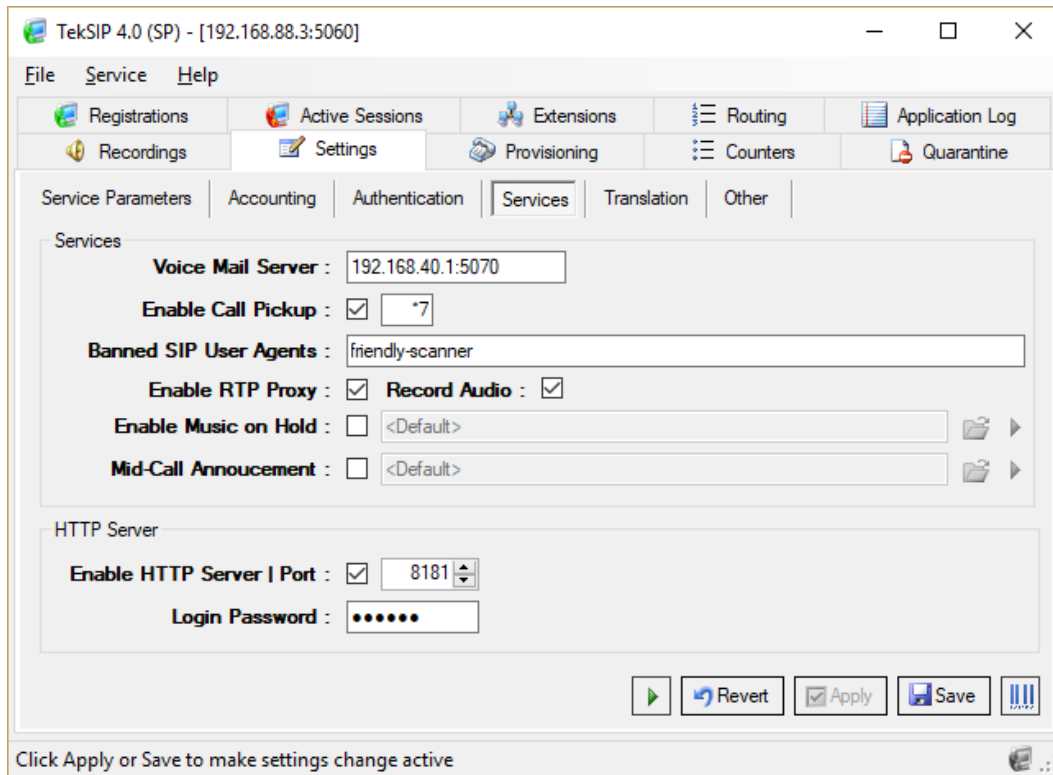 TekSIP 4.0 (SP) - [192.168.88.3:5060]
File Service Help
Registrations Active Sessions Extensions Routing Application Log
Recordings Settings Provisioning Counters Quarantine
Service Parameters Accounting Authentication Services Translation Other
Services
Voice Mail Server : 192.168.40.1:5070
Enable Call Pickup : *7
Banned SIP User Agents : friendly-scanner
Enable RTP Proxy : Record Audio :
Enable Music on Hold : <Default>
Mid-Call Annoucement : <Default>
HTTP Server
Enable HTTP Server | Port : 8181
Login Password : ●●●●●●
Revert Apply Save
Click Apply or Save to make settings change active